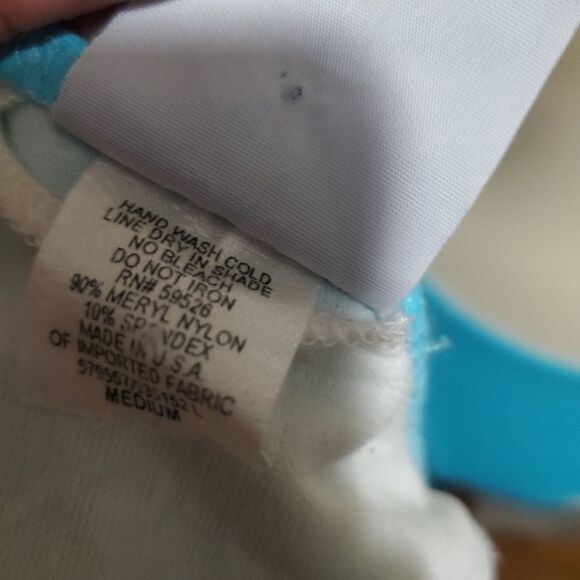 HAND WASH COLD
LINE DRY IN SHADE
NO BLEACH
DO NOT IRON
RN# 59526
90% MERYL NYLON
10% SPANDEX
MADE IN U.S.A.
OF IMPORTED FABRIC
MEDIUM